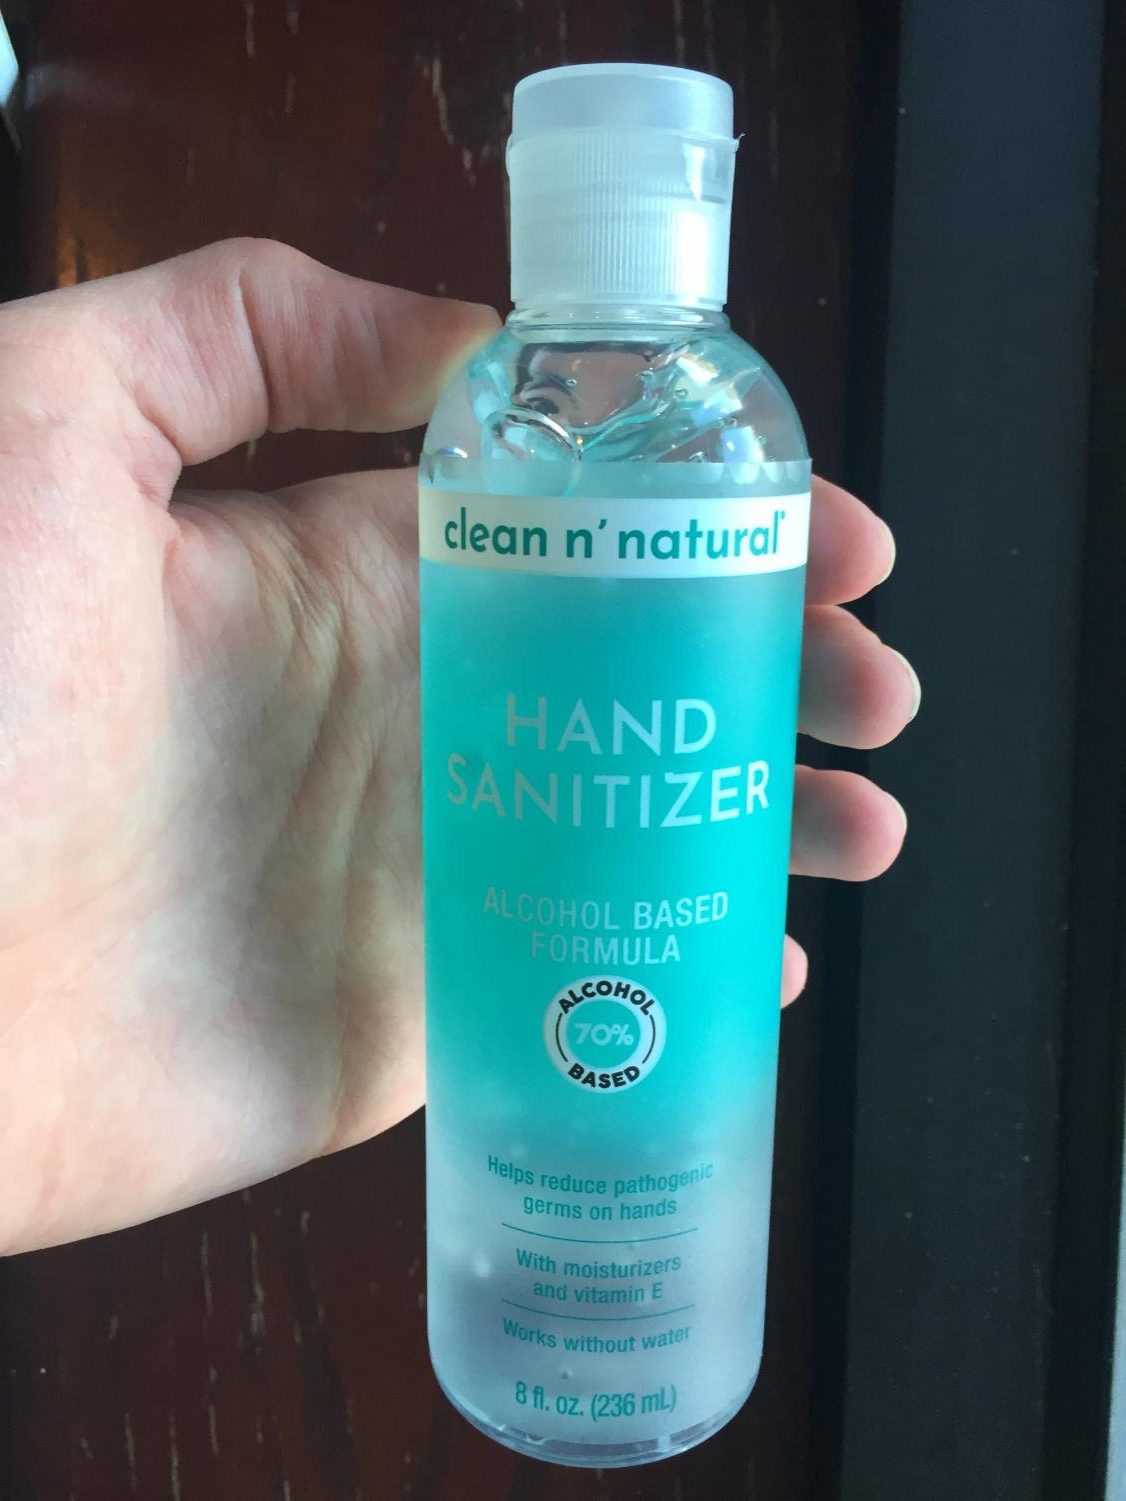 clean n' natural
HAND
SANITIZER
ALCOHOL BASED
FORMULA
ALCOHOL
70%
BASED
Helps reduce pathogenic
germs on hands
With moisturizers
and vitamin E
Works without water
8 fl. oz. (236 mL)